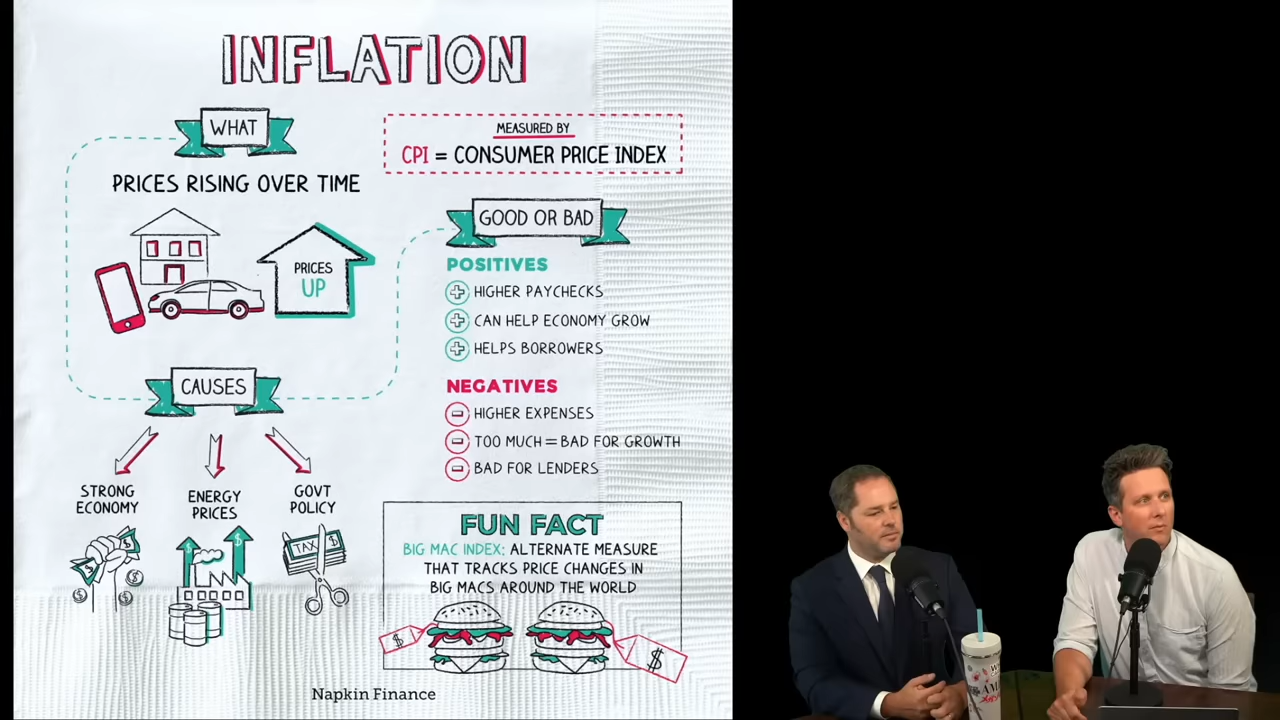 INFLATION
WHAT
PRICES RISING OVER TIME
PRICES
UP
MEASURED BY
CPI = CONSUMER PRICE INDEX
GOOD OR BAD
POSITIVES
HIGHER PAYCHECKS
CAN HELP ECONOMY GROW
HELPS BORROWERS
NEGATIVES
HIGHER EXPENSES
TOO MUCH = BAD FOR GROWTH
BAD FOR LENDERS
CAUSES
STRONG
ECONOMY
ENERGY
PRICES
GOVT
POLICY
TAX $
FUN FACT
BIG MAC INDEX: ALTERNATE MEASURE
THAT TRACKS PRICE CHANGES IN
BIG MACS AROUND THE WORLD
$
$
Napkin Finance